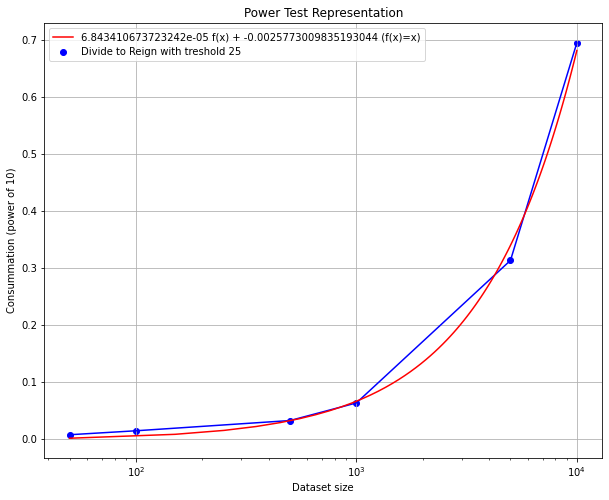 Power Test Representation
6.843410673723242e-05 f(x) + -0.0025773009835193044 (f(x)=x)
Divide to Reign with treshold 25
Consummation (power of 10)
0.7
0.6
0.5
0.4
0.3
0.2
0.1
0.0
10² 10³ 10⁴
Dataset size